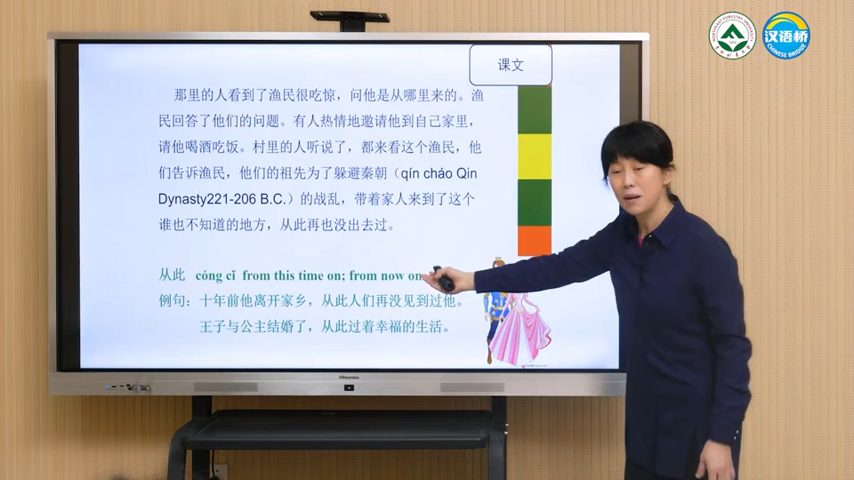 课文
那里的人看到了渔民很吃惊，问他是从哪里来的。渔
民回答了他们的问题。有人热情地邀请他到自己家里，
请他喝酒吃饭。村里的人听说了，都来看这个渔民，他
们告诉渔民，他们的祖先为了躲避秦朝（qín cháo Qin
Dynasty221-206 B.C.）的战乱，带着家人来到了这个
谁也不知道的地方，从此再也没出去过。
从此 cóng cǐ from this time on; from now on
例句：十年前他离开家乡，从此人们再没见到过他。
王子与公主结婚了，从此过着幸福的生活。
Hisense
NORTHEAST FORESTRY UNIVERSITY
汉语桥
CHINESE BRIDGE